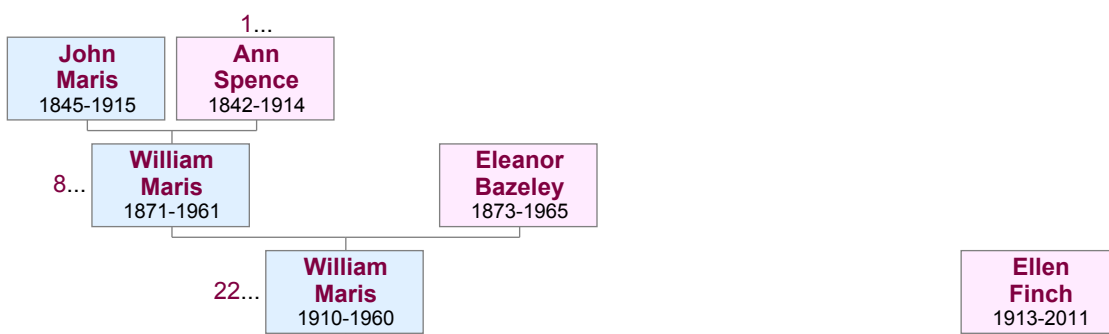 1...
John
Maris
1845-1915
Ann
Spence
1842-1914
8...
William
Maris
1871-1961
Eleanor
Bazeley
1873-1965
22...
William
Maris
1910-1960
Ellen
Finch
1913-2011